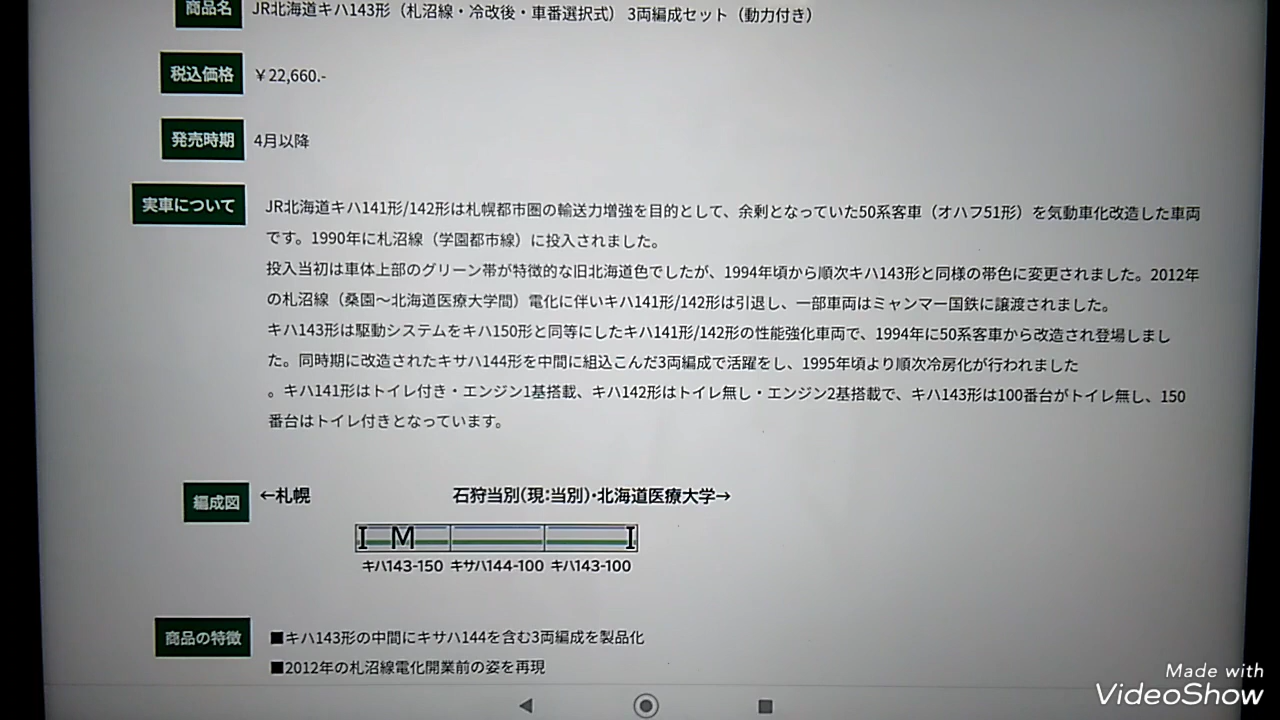 商品名 JR北海道キハ143形（札沼線・冷改後・車番選択式） 3両編成セット（動力付き）
税込価格 ￥22,660.-
発売時期 4月以降
実車について JR北海道キハ141形/142形は札幌都市圏の輸送力増強を目的として、余剰となっていた50系客車（オハフ51形）を気動車化改造した車両
です。1990年に札沼線（学園都市線）に投入されました。
投入当初は車体上部のグリーン帯が特徴的な旧北海道色でしたが、1994年頃から順次キハ143形と同様の帯色に変更されました。2012年
の札沼線（桑園～北海道医療大学間）電化に伴いキハ141形/142形は引退し、一部車両はミャンマー国鉄に譲渡されました。
キハ143形は駆動システムをキハ150形と同等にしたキハ141形/142形の性能強化車両で、1994年に50系客車から改造され登場しまし
た。同時期に改造されたキサハ144形を中間に組込こんだ3両編成で活躍をし、1995年頃より順次冷房化が行われました
。キハ141形はトイレ付き・エンジン1基搭載、キハ142形はトイレ無し・エンジン2基搭載で、キハ143形は100番台がトイレ無し、150
番台はトイレ付きとなっています。
編成図 ←札幌 石狩当別(現:当別)・北海道医療大学→
I M I
キハ143-150 キサハ144-100 キハ143-100
商品の特徴 ■キハ143形の中間にキサハ144を含む3両編成を製品化
■2012年の札沼線電化開業前の姿を再現
Made with
VideoShow